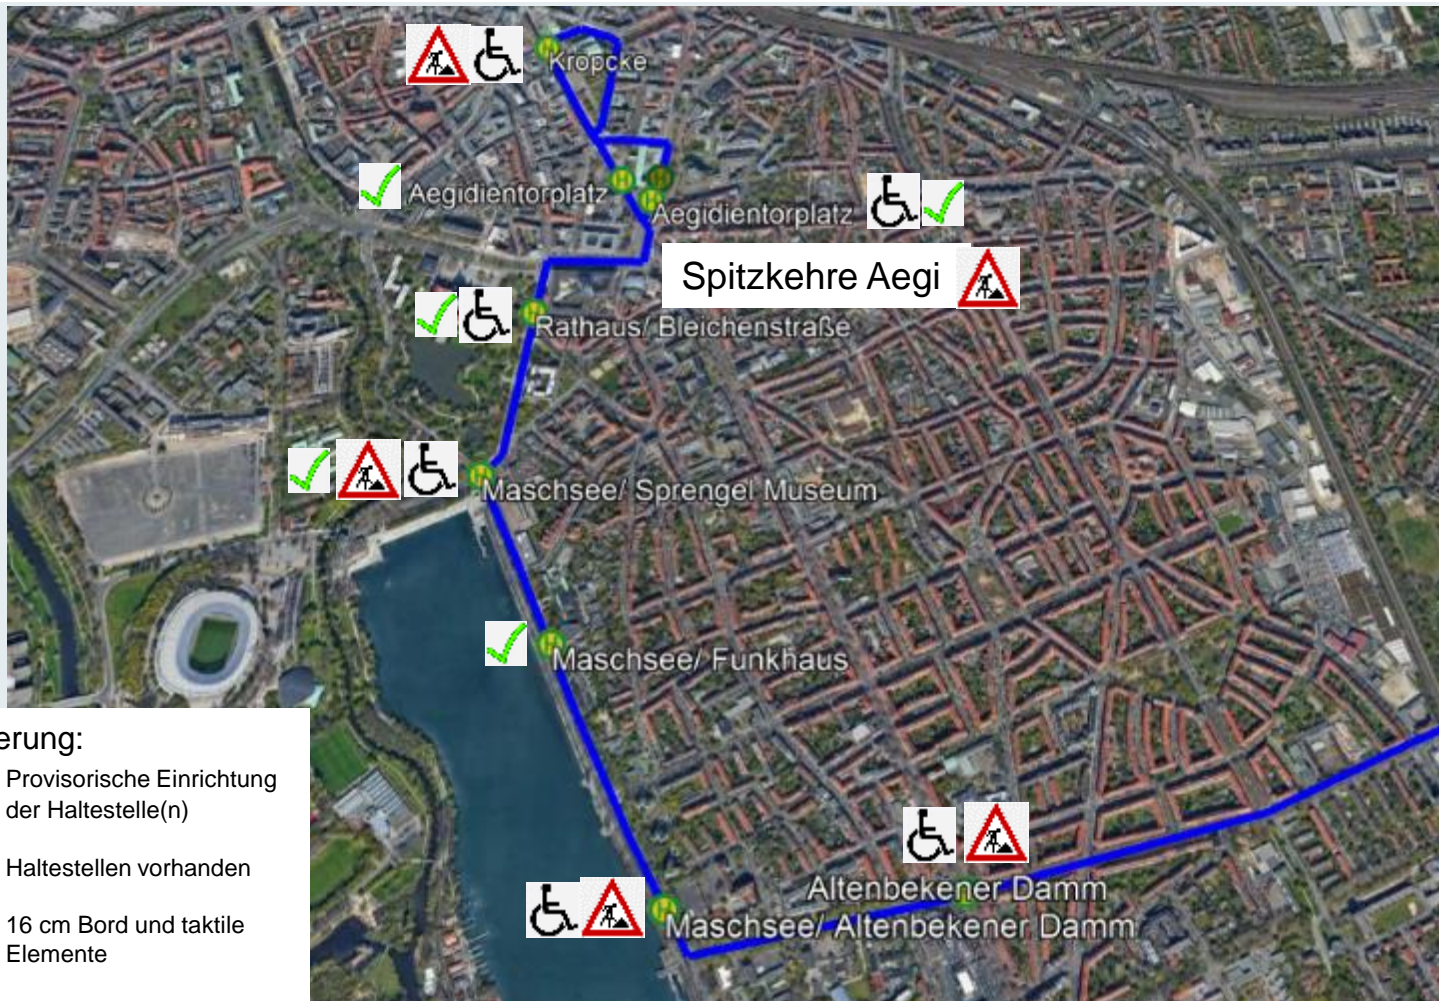 Kröpcke
Aegidientorplatz
Aegidientorplatz
Spitzkehre Aegi
Rathaus/ Bleichenstraße
Maschsee/ Sprengel Museum
Maschsee/ Funkhaus
Altenbekener Damm
Maschsee/ Altenbekener Damm
erung:
Provisorische Einrichtung
der Haltestelle(n)
Haltestellen vorhanden
16 cm Bord und taktile
Elemente